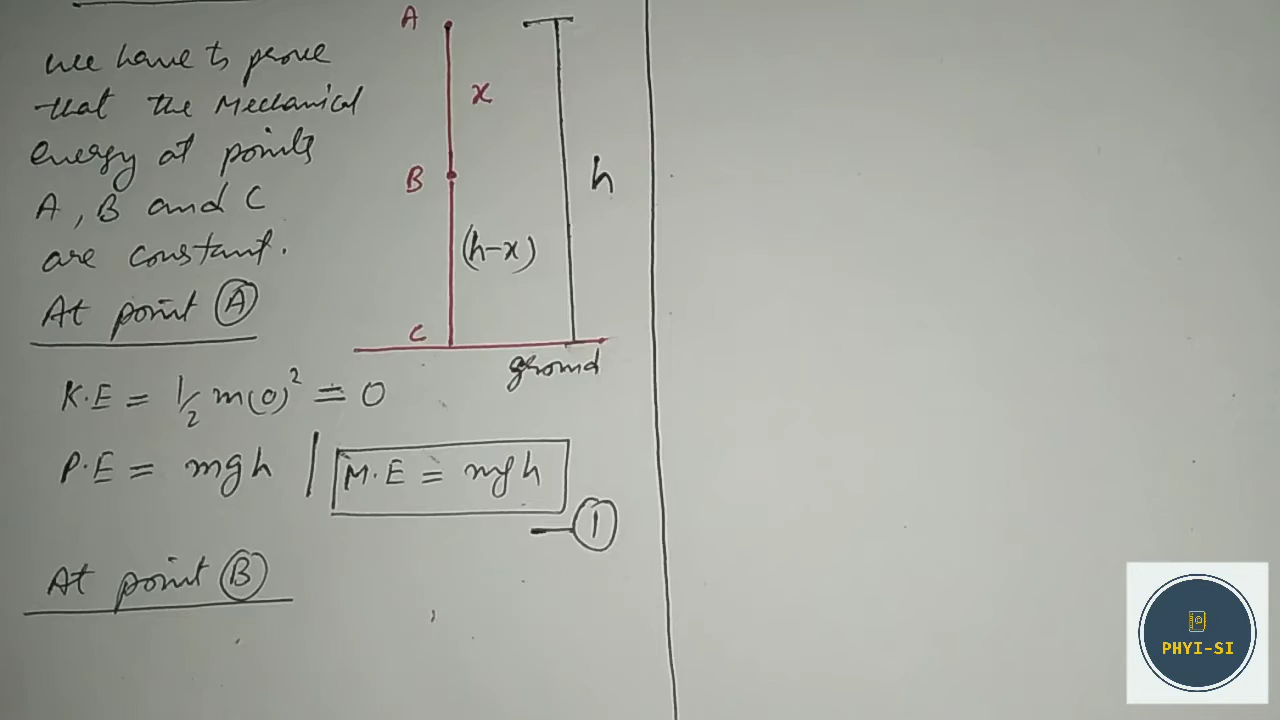 we have to prove
that the Mechanical
energy at points
A, B and C
are constant.
At point A
A
x
B
(h-x)
C
h
ground
K.E = 1/2 m(0)² = 0
P.E = mgh | M.E = mgh
1
At point B
PHYI-SI